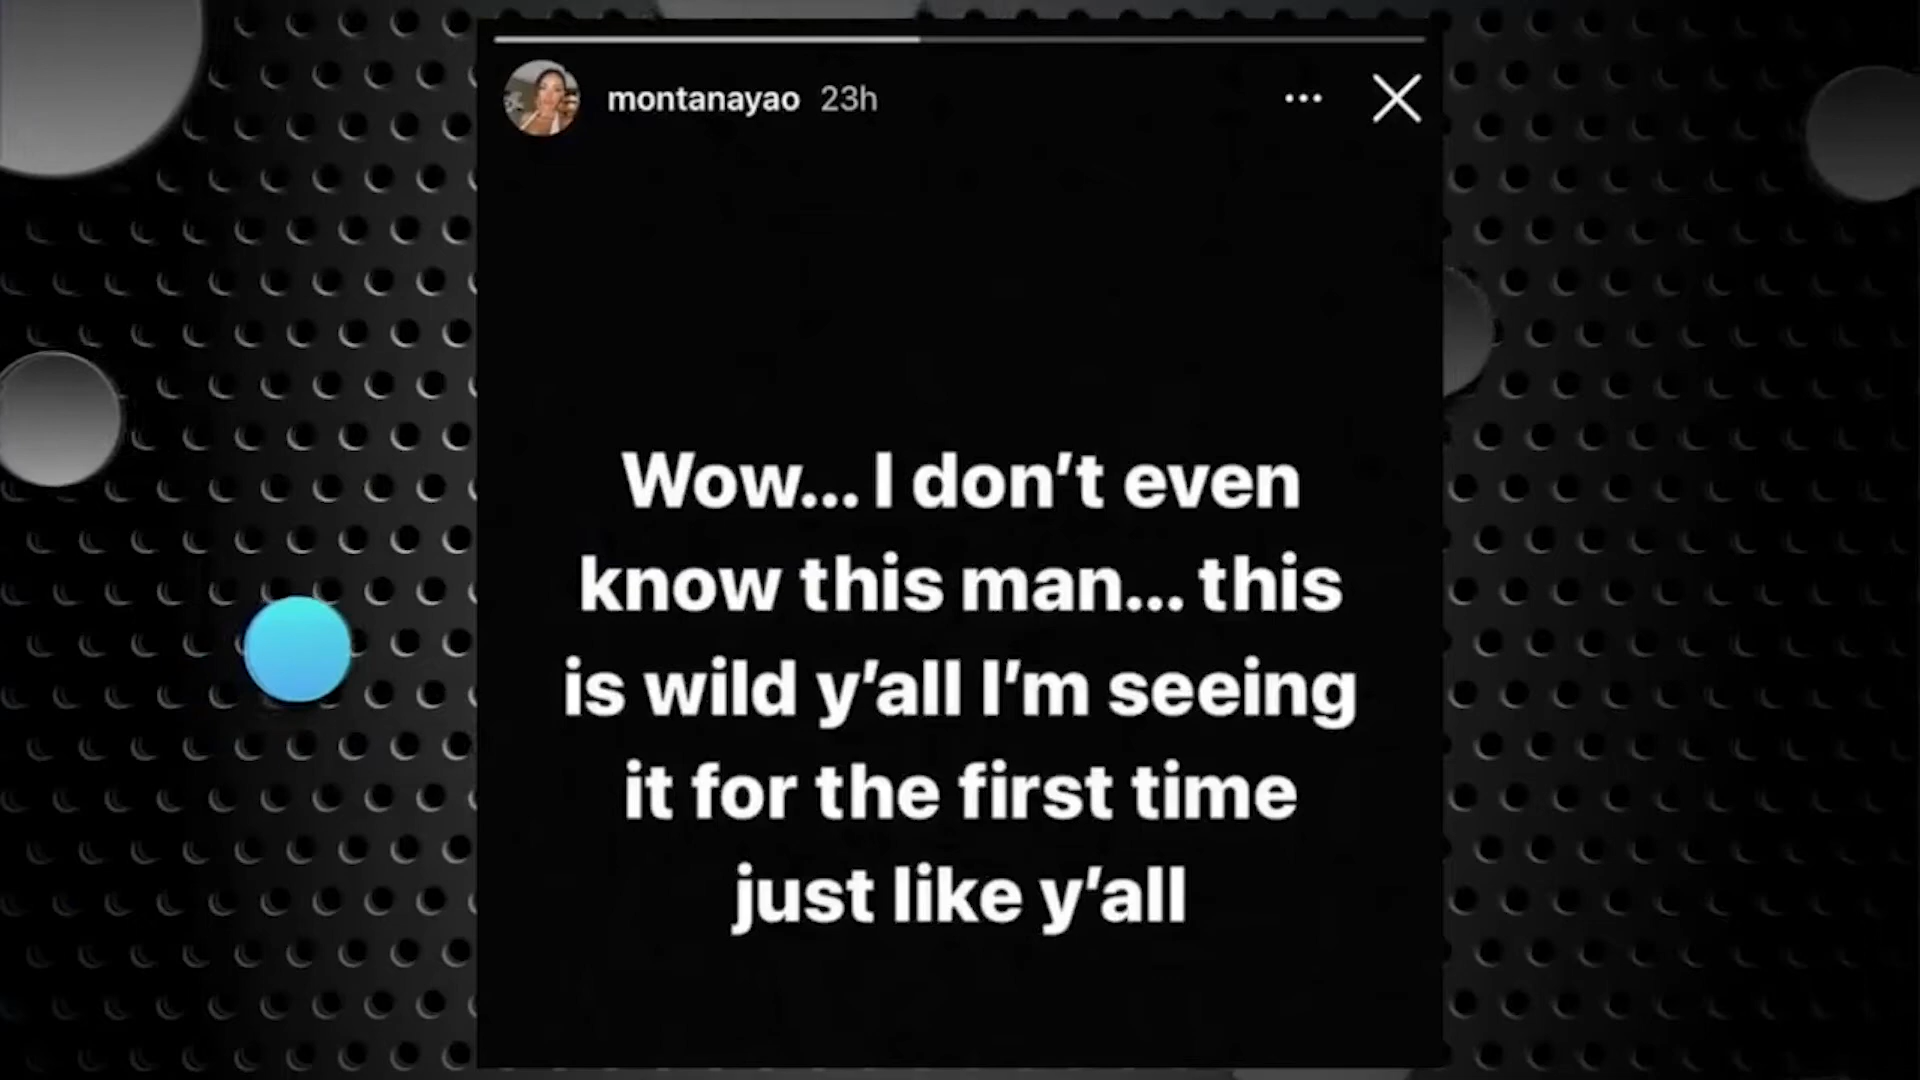 montanayao 23h
Wow... I don't even
know this man... this
is wild y'all I'm seeing
it for the first time
just like y'all